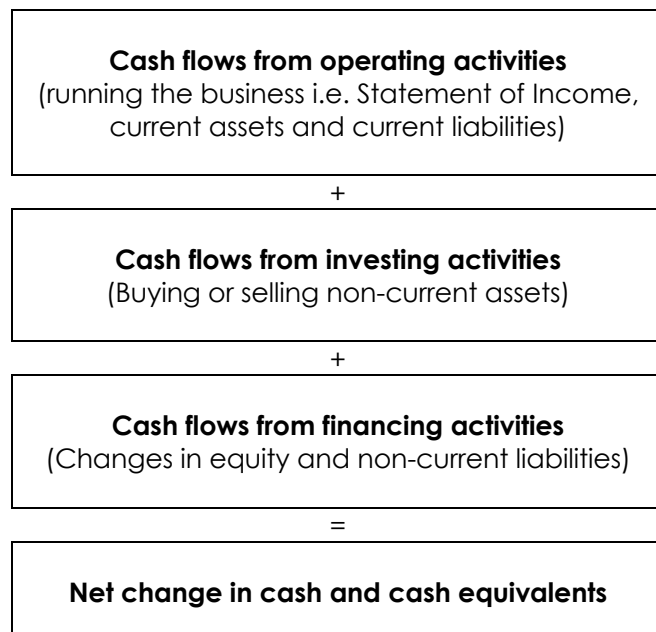 Cash flows from operating activities
(running the business i.e. Statement of Income,
current assets and current liabilities)
+
Cash flows from investing activities
(Buying or selling non-current assets)
+
Cash flows from financing activities
(Changes in equity and non-current liabilities)
=
Net change in cash and cash equivalents